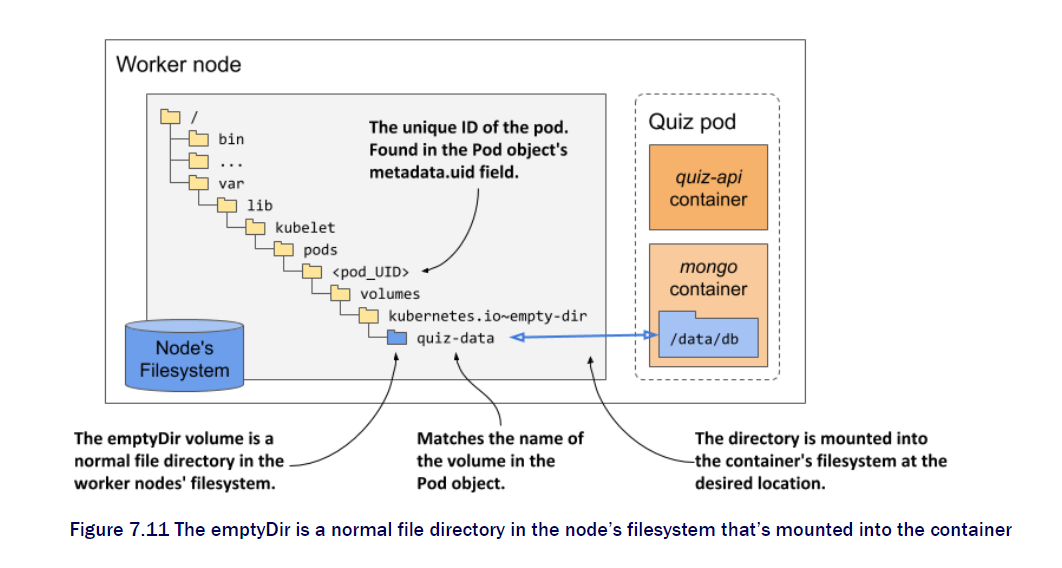 Worker node
/
bin
...
var
lib
kubelet
pods
<pod_UID>
volumes
kubernetes.io~empty-dir
quiz-data
The unique ID of the pod.
Found in the Pod object's
metadata.uid field.
Node's
Filesystem
Quiz pod
quiz-api
container
mongo
container
/data/db
The emptyDir volume is a
normal file directory in the
worker nodes' filesystem.
Matches the name of
the volume in the
Pod object.
The directory is mounted into
the container's filesystem at the
desired location.
Figure 7.11 The emptyDir is a normal file directory in the node’s filesystem that’s mounted into the container